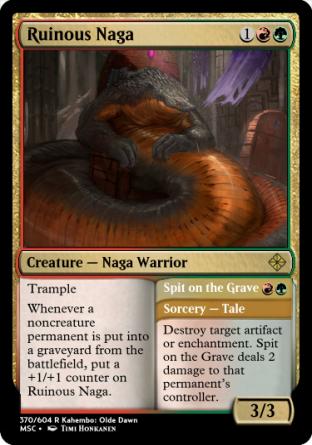 Ruinous Naga 1
Creature — Naga Warrior
Trample
Whenever a
noncreature
permanent is put into
a graveyard from the
battlefield, put a
+1/+1 counter on
Ruinous Naga.
Spit on the Grave
Sorcery — Tale
Destroy target artifact
or enchantment. Spit
on the Grave deals 2
damage to that
permanent's
controller.
3/3
370/604 R Kahembo: Olde Dawn
MSC • Timi Honkanen